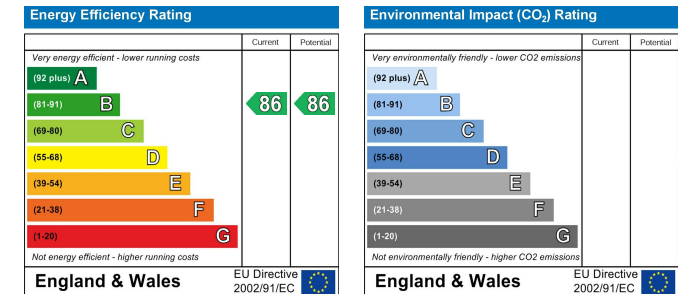 Energy Efficiency Rating
Current Potential
Very energy efficient - lower running costs
(92 plus) A
(81-91) B 86 86
(69-80) C
(55-68) D
(39-54) E
(21-38) F
(1-20) G
Not energy efficient - higher running costs
England & Wales
EU Directive
2002/91/EC
Environmental Impact (CO₂) Rating
Current Potential
Very environmentally friendly - lower CO2 emissions
(92 plus) A
(81-91) B
(69-80) C
(55-68) D
(39-54) E
(21-38) F
(1-20) G
Not environmentally friendly - higher CO2 emissions
England & Wales
EU Directive
2002/91/EC